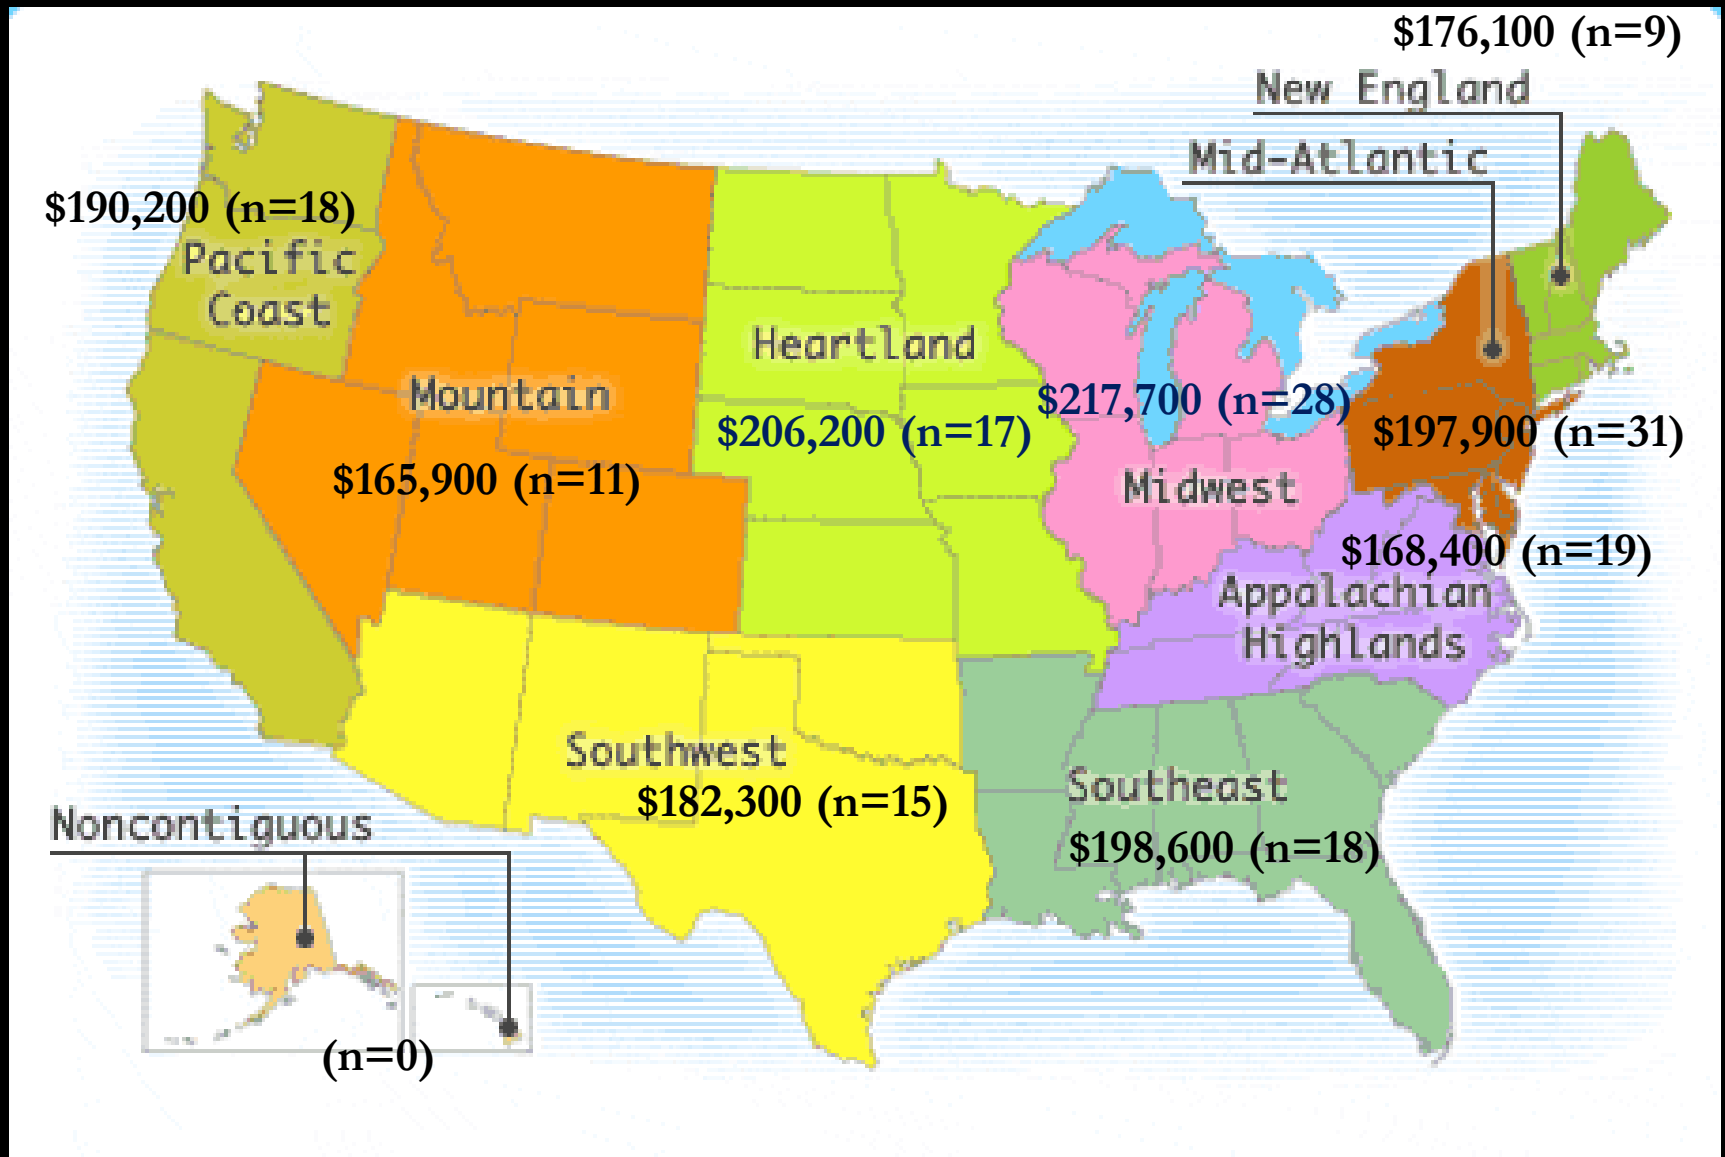 $176,100 (n=9)
New England
Mid-Atlantic
$190,200 (n=18)
Pacific
Coast
Heartland
Mountain
$217,700 (n=28)
$206,200 (n=17)
$197,900 (n=31)
$165,900 (n=11)
Midwest
$168,400 (n=19)
Appalachian
Highlands
Southwest
$182,300 (n=15)
Southeast
$198,600 (n=18)
Noncontiguous
(n=0)